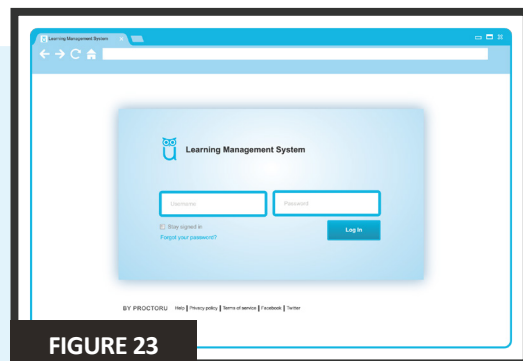 Learning Management System
Learning Management System
Username Password
Stay signed in
Forgot your password?
Log In
BY PROCTORU Help | Privacy policy | Terms of service | Facebook | Twitter
FIGURE 23